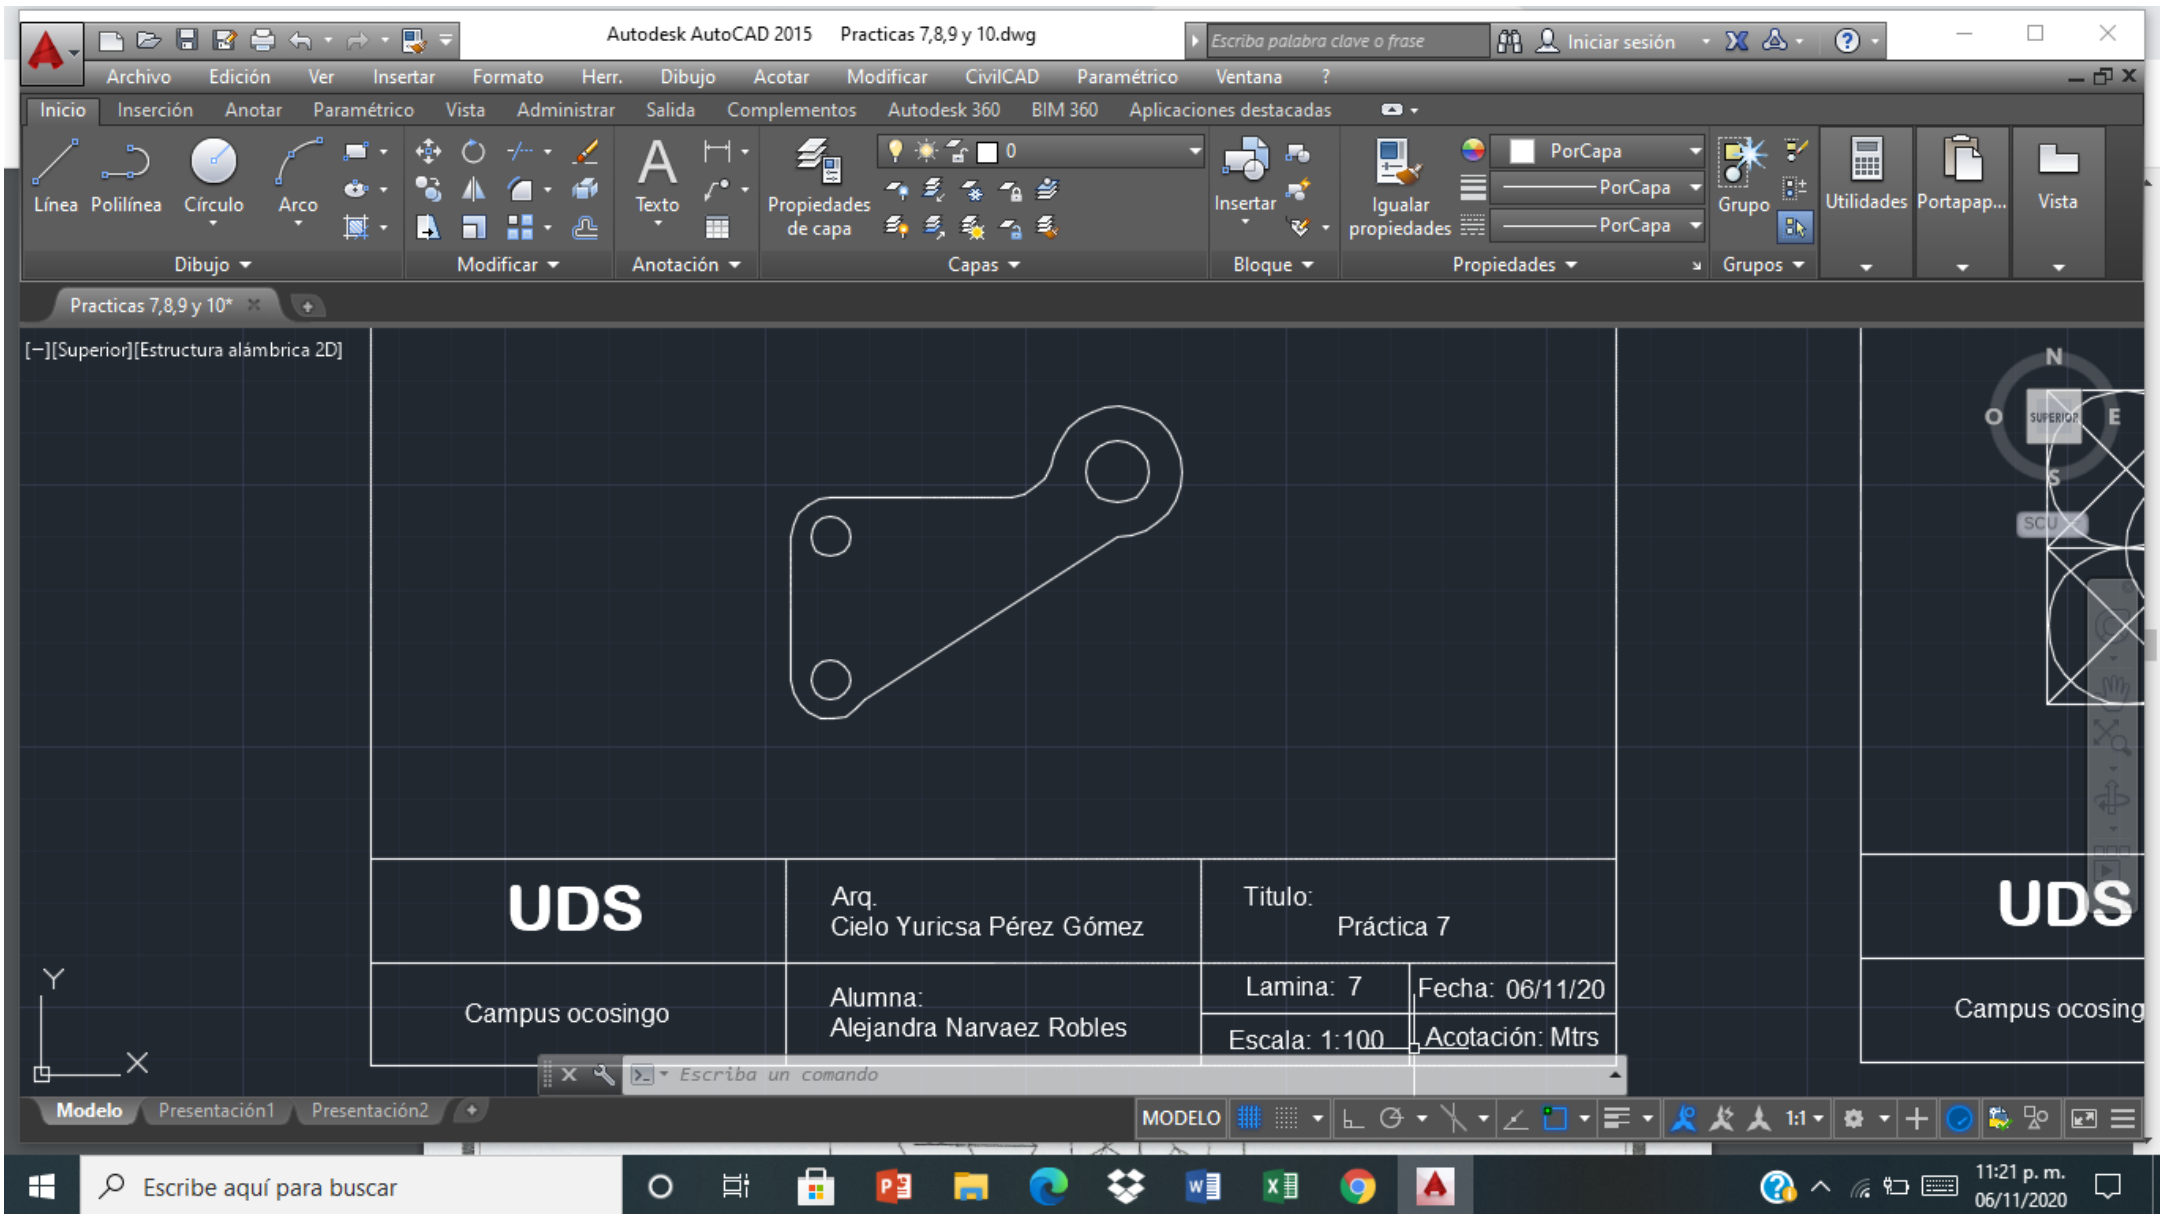 Autodesk AutoCAD 2015 Practicas 7,8,9 y 10.dwg
Escriba palabra clave o frase
Iniciar sesión
?
Archivo Edición Ver Insertar Formato Herr. Dibujo Acotar Modificar CivilCAD Paramétrico Ventana ?
Inicio Inserción Anotar Paramétrico Vista Administrar Salida Complementos Autodesk 360 BIM 360 Aplicaciones destacadas
Línea Polilínea Círculo Arco
Texto
Propiedades
de capa
0
Insertar
Igualar
propiedades
PorCapa
PorCapa
PorCapa
Grupo
Utilidades Portapap... Vista
Dibujo Modificar Anotación Capas Bloque Propiedades Grupos
Practicas 7,8,9 y 10*
[−][Superior][Estructura alámbrica 2D]
N
O SUPERIOR E
S
SCU
UDS
Arq.
Cielo Yuricsa Pérez Gómez
Titulo:
Práctica 7
Campus ocosingo
Alumna:
Alejandra Narvaez Robles
Lamina: 7
Fecha: 06/11/20
Escala: 1:100
Acotación: Mtrs
UDS
Campus ocosing
Y
X
Escriba un comando
Modelo Presentación1 Presentación2
MODELO
1:1
Escribe aquí para buscar
11:21 p. m.
06/11/2020